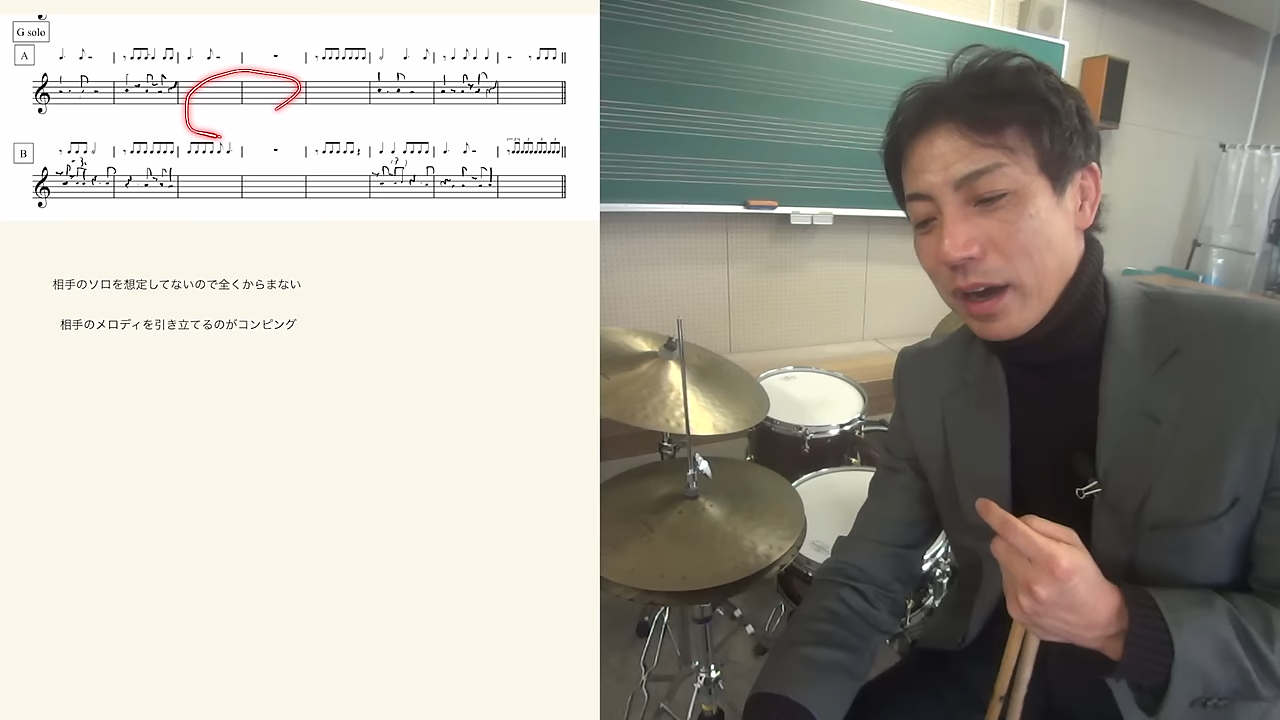 G solo
A
B
相手のソロを想定してないので全くからまない
相手のメロディを引き立てるのがコンピング